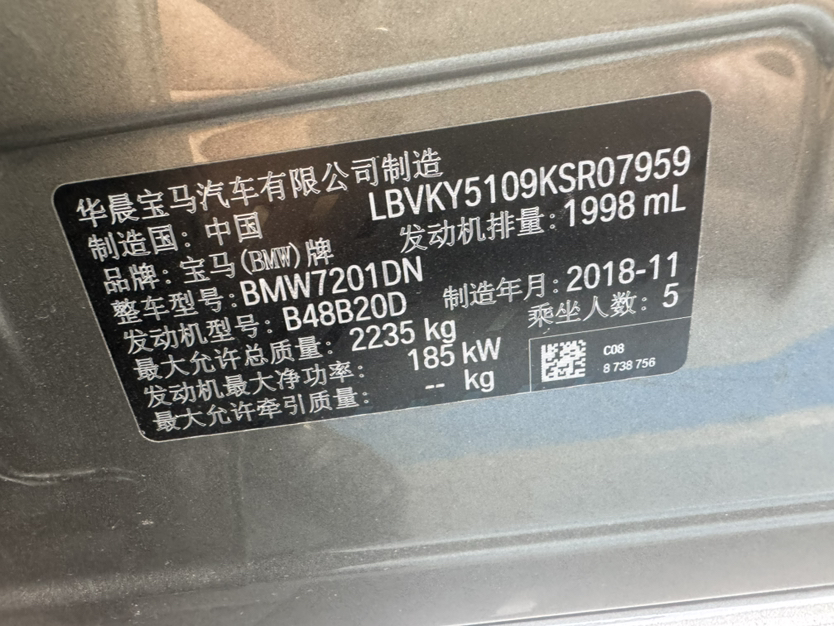 华晨宝马汽车有限公司制造
LBVKY5109KSR07959
制造国：中国
发动机排量：1998 mL
品牌：宝马(BMW)牌
整车型号：BMW7201DN
制造年月：2018-11
发动机型号：B48B20D
乘坐人数：5
最大允许总质量：2235 kg
发动机最大净功率：185 kW
最大允许牵引质量：-- kg
C08
8 738 756